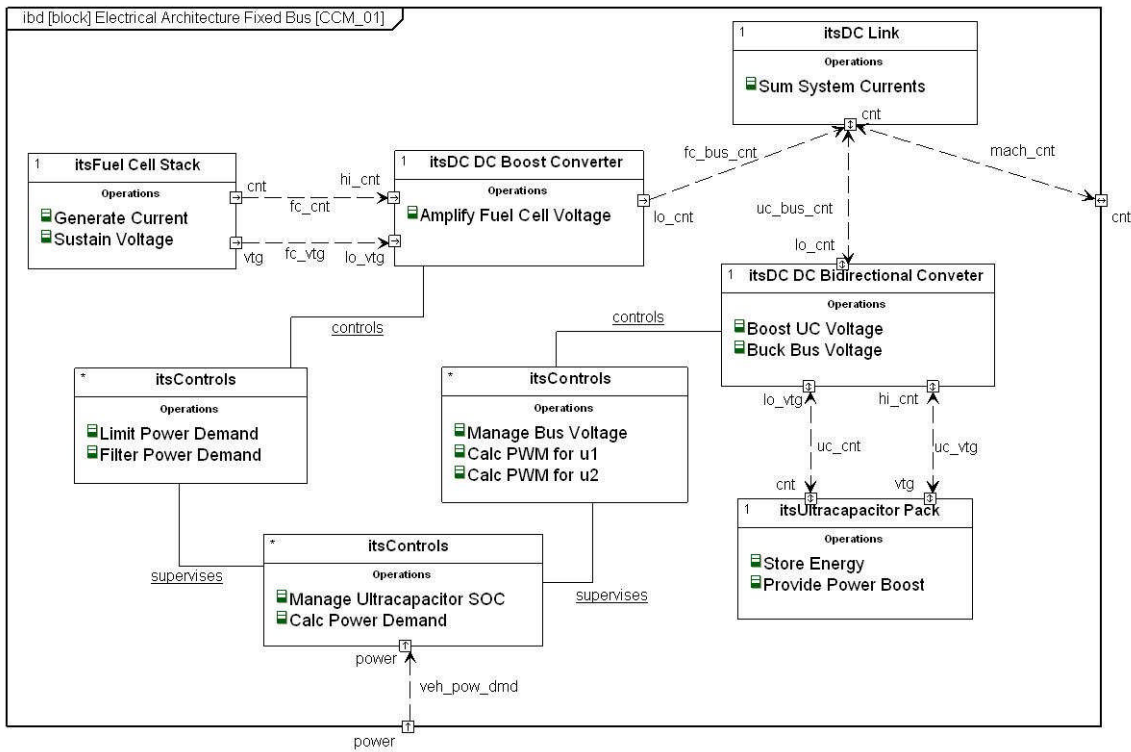 ibd [block] Electrical Architecture Fixed Bus [CCM_01]
1 itsDC Link
Operations
Sum System Currents
cnt
fc_bus_cnt
mach_cnt
cnt
uc_bus_cnt
lo_cnt
1 itsFuel Cell Stack
Operations
Generate Current
Sustain Voltage
cnt
fc_cnt
hi_cnt
vtg
fc_vtg
lo_vtg
1 itsDC DC Boost Converter
Operations
Amplify Fuel Cell Voltage
lo_cnt
controls
1 itsDC DC Bidirectional Conveter
Operations
Boost UC Voltage
Buck Bus Voltage
controls
lo_vtg
hi_cnt
uc_cnt
uc_vtg
cnt
vtg
* itsControls
Operations
Limit Power Demand
Filter Power Demand
* itsControls
Operations
Manage Bus Voltage
Calc PWM for u1
Calc PWM for u2
1 itsUltracapacitor Pack
Operations
Store Energy
Provide Power Boost
supervises
supervises
* itsControls
Operations
Manage Ultracapacitor SOC
Calc Power Demand
power
veh_pow_dmd
power